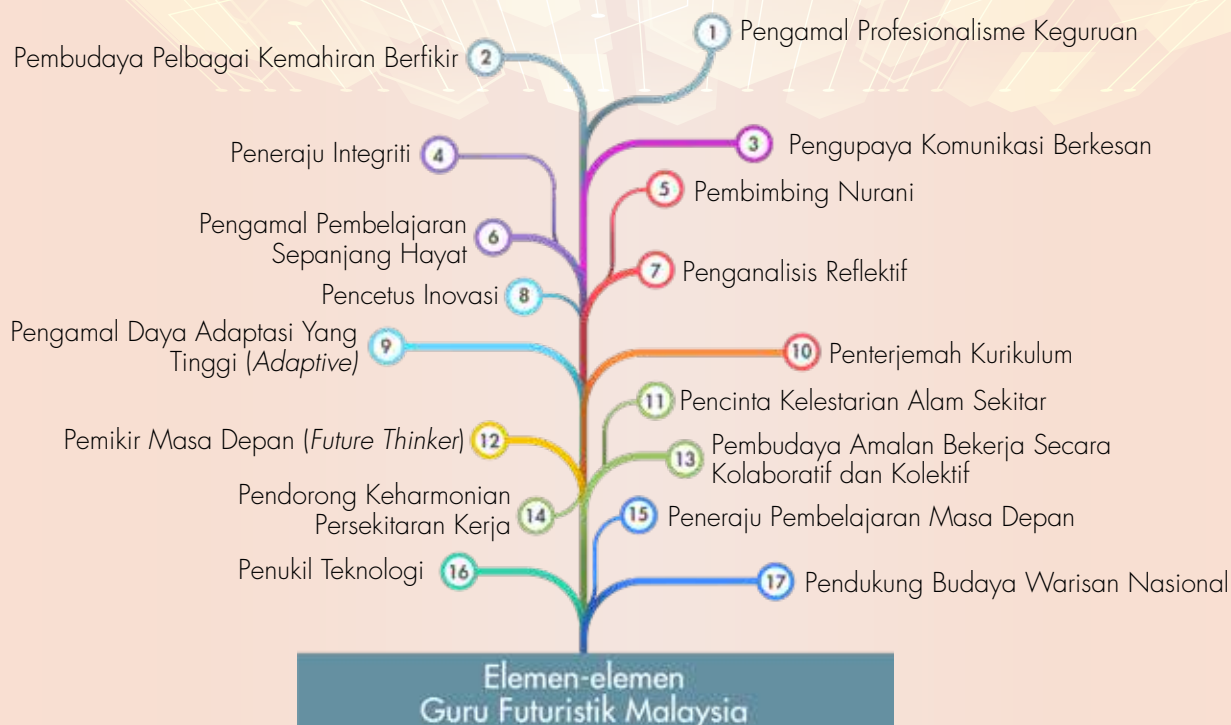 1
Pengamal Profesionalisme Keguruan
2
Pembudaya Pelbagai Kemahiran Berfikir
3
Pengupaya Komunikasi Berkesan
4
Peneraju Integriti
5
Pembimbing Nurani
6
Pengamal Pembelajaran
Sepanjang Hayat
7
Penganalisis Reflektif
8
Pencetus Inovasi
9
Pengamal Daya Adaptasi Yang
Tinggi (Adaptive)
10
Penterjemah Kurikulum
11
Pencinta Kelestarian Alam Sekitar
12
Pemikir Masa Depan (Future Thinker)
13
Pembudaya Amalan Bekerja Secara
Kolaboratif dan Kolektif
14
Pendorong Keharmonian
Persekitaran Kerja
15
Peneraju Pembelajaran Masa Depan
16
Penukil Teknologi
17
Pendukung Budaya Warisan Nasional
Elemen-elemen
Guru Futuristik Malaysia